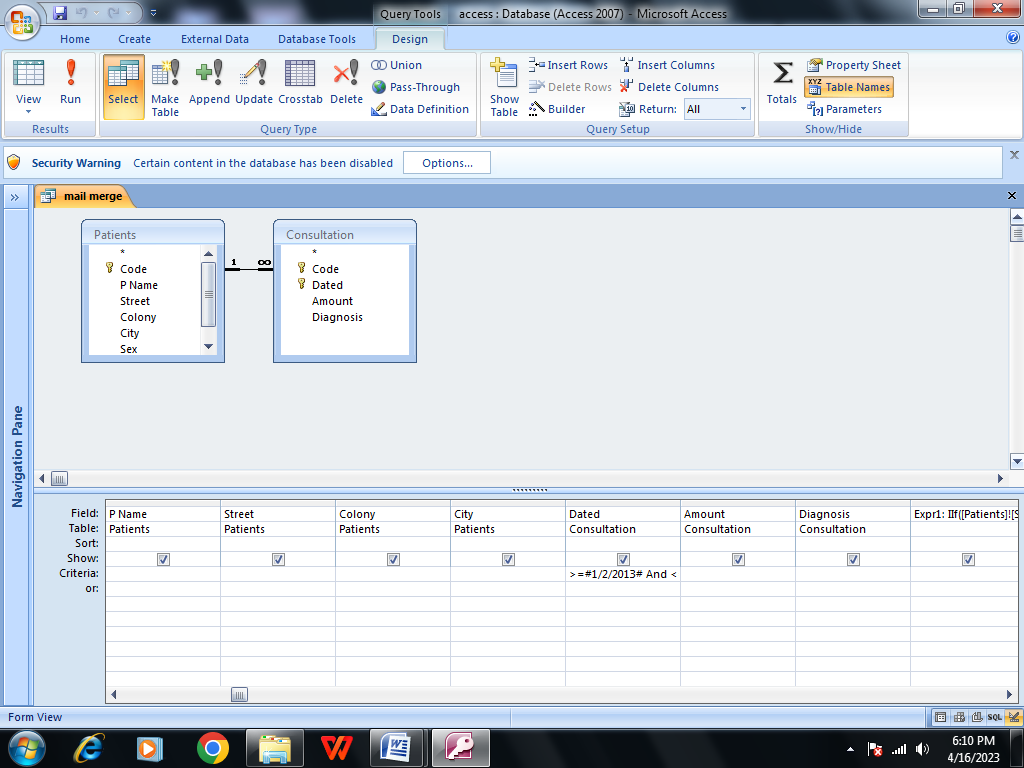 Query Tools access : Database (Access 2007) - Microsoft Access
Home Create External Data Database Tools Design
View
Run
Results
Select
Make Table
Append
Update
Crosstab
Delete
Union
Pass-Through
Data Definition
Query Type
Show Table
Insert Rows
Delete Rows
Builder
Insert Columns
Delete Columns
Return: All
Query Setup
Totals
XYZ
Property Sheet
Table Names
Parameters
Show/Hide
Security Warning Certain content in the database has been disabled Options...
mail merge
Navigation Pane
Patients
*
Code
P Name
Street
Colony
City
Sex
1 ∞
Consultation
*
Code
Dated
Amount
Diagnosis
Field: P Name Street Colony City Dated Amount Diagnosis Expr1: IIf([Patients]![S
Table: Patients Patients Patients Patients Consultation Consultation Consultation
Sort:
Show:
Criteria: >=#1/2/2013# And <
or:
Form View
SQL
6:10 PM
4/16/2023